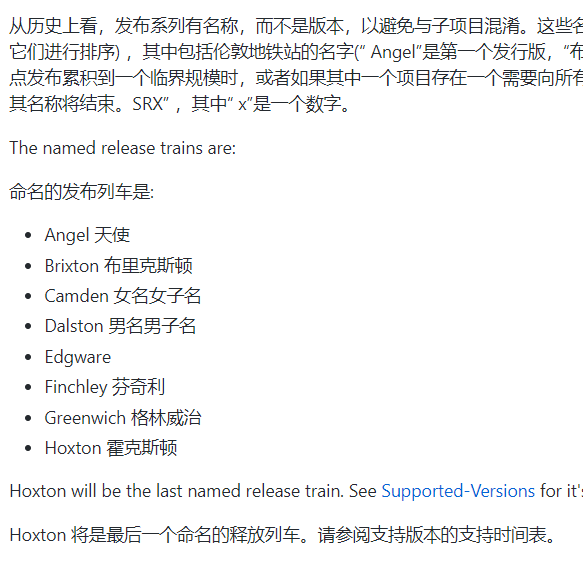 从历史上看，发布系列有名称，而不是版本，以避免与子项目混淆。这些名
它们进行排序) ，其中包括伦敦地铁站的名字(“ Angel”是第一个发行版，“布
点发布累积到一个临界规模时，或者如果其中一个项目存在一个需要向所有
其名称将结束。SRX” ，其中“ x”是一个数字。
The named release trains are:
命名的发布列车是:
• Angel 天使
• Brixton 布里克斯顿
• Camden 女名女子名
• Dalston 男名男子名
• Edgware
• Finchley 芬奇利
• Greenwich 格林威治
• Hoxton 霍克斯顿
Hoxton will be the last named release train. See Supported-Versions for it's
Hoxton 将是最后一个命名的释放列车。请参阅支持版本的支持时间表。